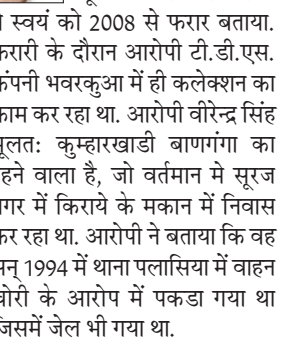 स्वयं को 2008 से फरार बताया.
फरारी के दौरान आरोपी टी.डी.एस.
कंपनी भवरकुआ में ही कलेक्शन का
काम कर रहा था. आरोपी वीरेन्द्र सिंह
मूलत: कुम्हारखाडी बाणगंगा का
रहने वाला है, जो वर्तमान मे सूरज
नगर में किराये के मकान में निवास
कर रहा था. आरोपी ने बताया कि वह
सन् 1994 में थाना पलासिया में वाहन
चोरी के आरोप में पकडा गया था
जिसमें जेल भी गया था.